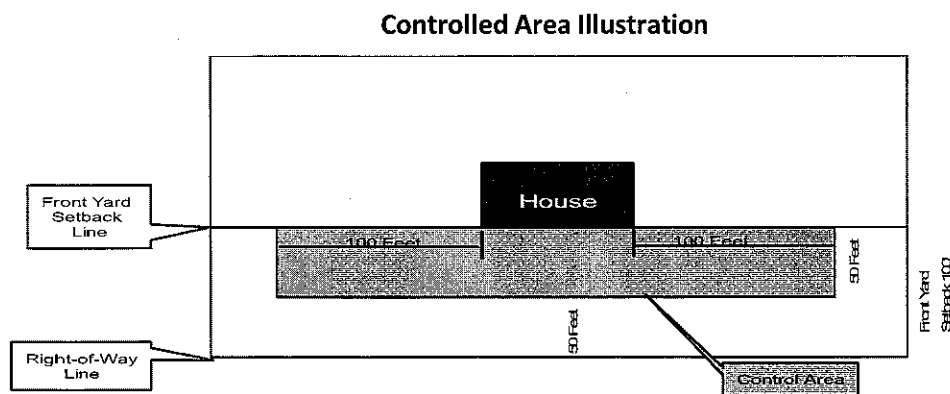 Controlled Area Illustration
House
Front Yard
Setback
Line
100 Feet
100 Feet
50 Feet
Front Yard
Setback 100
50 Feet
Right-of-Way
Line
Control Area